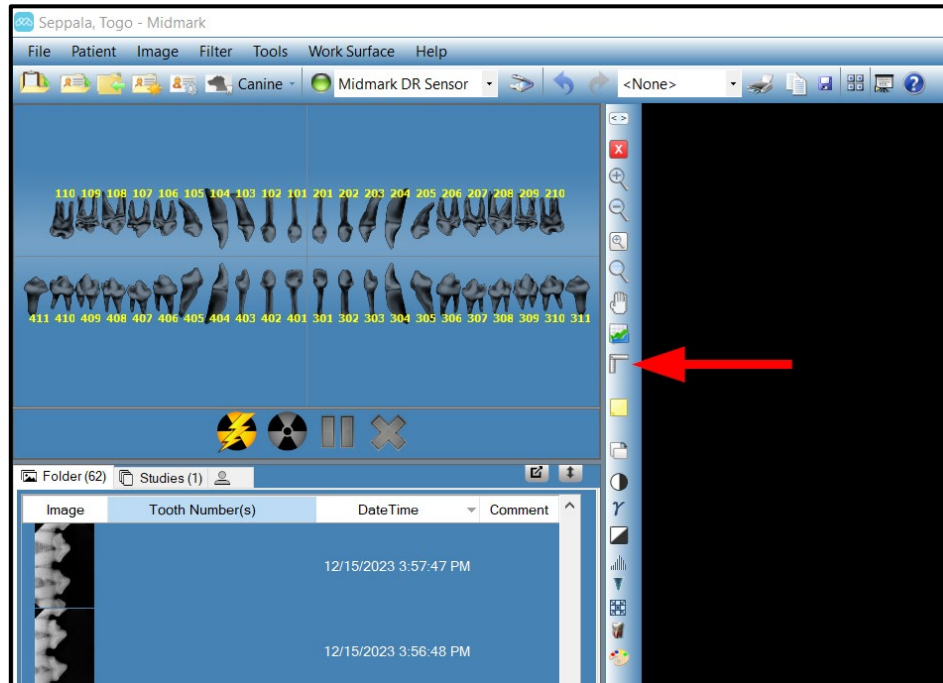 Seppala, Togo - Midmark
File Patient Image Filter Tools Work Surface Help
Canine Midmark DR Sensor <None>
110 109 108 107 106 105 104 103 102 101 201 202 203 204 205 206 207 208 209 210
411 410 409 408 407 406 405 404 403 402 401 301 302 303 304 305 306 307 308 309 310 311
Folder (62) Studies (1)
Image Tooth Number(s) DateTime Comment
12/15/2023 3:57:47 PM
12/15/2023 3:56:48 PM